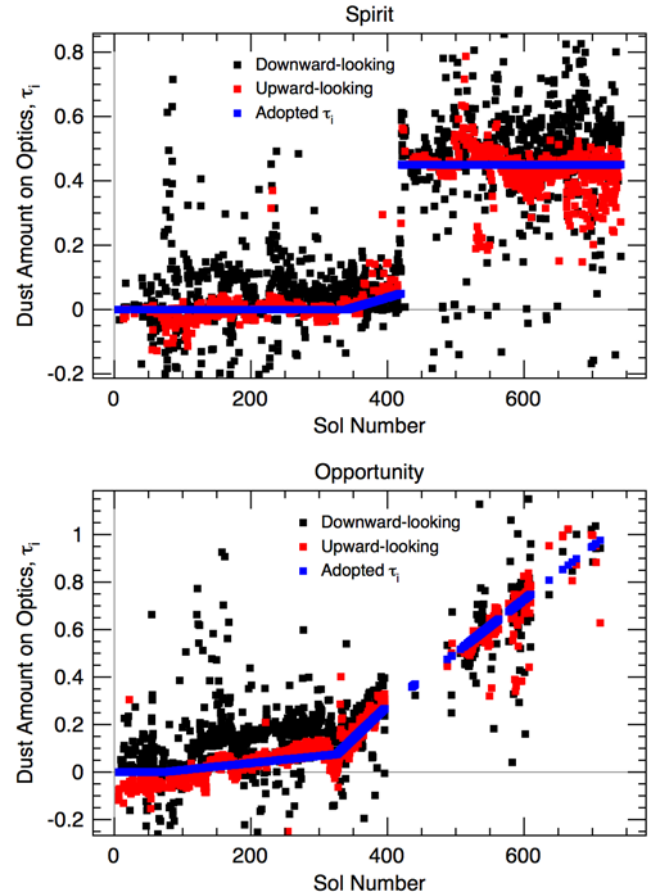 Spirit
Dust Amount on Optics, τi
0.8
0.6
0.4
0.2
0
-0.2
Downward-looking
Upward-looking
Adopted τi
0 200 400 600
Sol Number
Opportunity
Dust Amount on Optics, τi
1
0.8
0.6
0.4
0.2
0
-0.2
Downward-looking
Upward-looking
Adopted τi
0 200 400 600
Sol Number